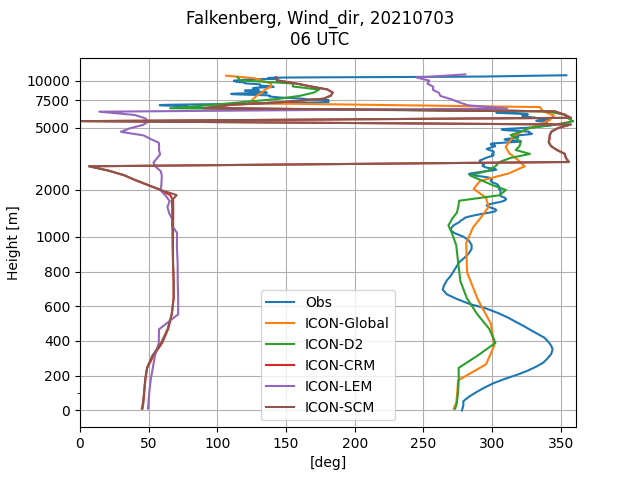 Falkenberg, Wind_dir, 20210703
06 UTC
10000
7500
5000
2000
1000
800
600
400
200
0
Height [m]
Obs
ICON-Global
ICON-D2
ICON-CRM
ICON-LEM
ICON-SCM
0 50 100 150 200 250 300 350
[deg]